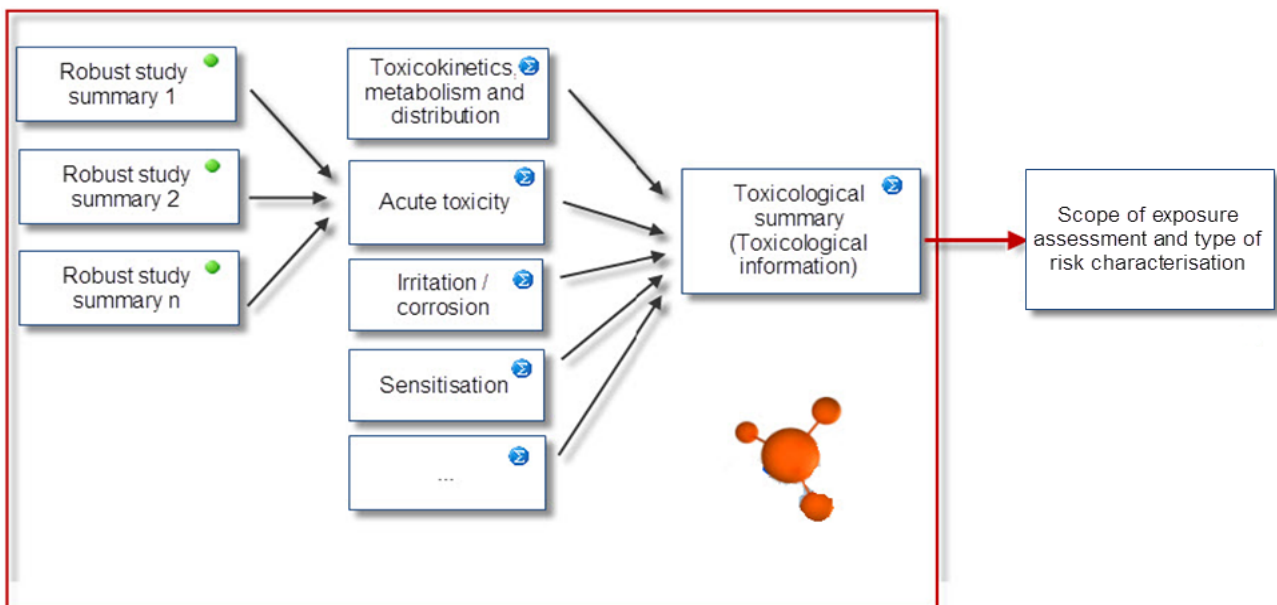 Robust study
summary 1
Robust study
summary 2
Robust study
summary n
Toxicokinetics,
metabolism and
distribution
Acute toxicity
Irritation /
corrosion
Sensitisation
...
Toxicological
summary
(Toxicological
information)
Scope of exposure
assessment and type of
risk characterisation